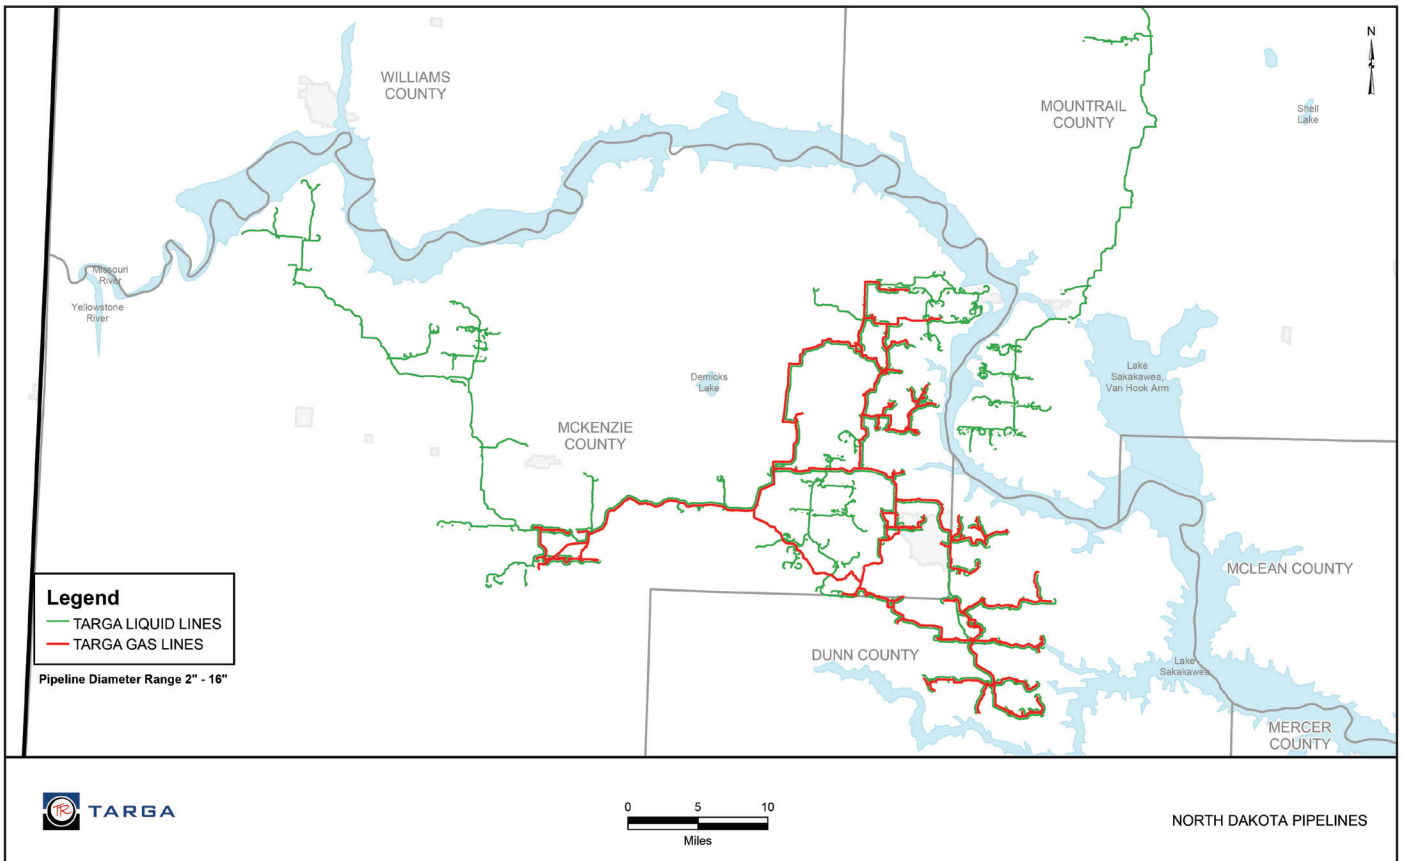 N
WILLIAMS
COUNTY
MOUNTRAIL
COUNTY
Shell
Lake
Missouri
River
Yellowstone
River
Lake
Sakakawea,
Van Hook Arm
Demicks
Lake
MCKENZIE
COUNTY
MCLEAN COUNTY
Legend
TARGA LIQUID LINES
TARGA GAS LINES
Pipeline Diameter Range 2" - 16"
DUNN COUNTY
Lake
Sakakawea
MERCER
COUNTY
TR
TARGA
0 5 10
Miles
NORTH DAKOTA PIPELINES